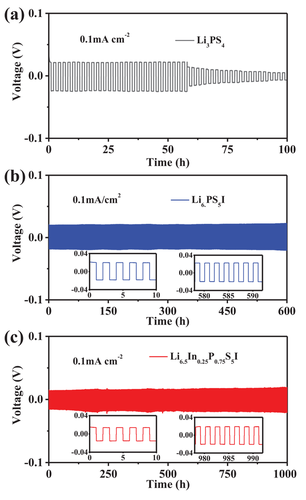 (a)
0.1
0.1mA cm⁻²
Li₃PS₄
Voltage (V)
0.0
-0.1
0 25 50 75 100
Time (h)
(b)
0.1
0.1mA/cm²
Li₆PS₅I
Voltage (V)
0.0
0.04
0.00
-0.04
0 5 10
0.04
0.00
-0.04
580 585 590
-0.1
0 100 200 300 400 500 600
Time (h)
(c)
0.1
0.1mA cm⁻²
Li₆.₅In₀.₂₅P₀.₇₅S₅I
Voltage (V)
0.0
0.04
0.00
-0.04
0 5 10
0.04
0.00
-0.04
980 985 990
-0.1
0 250 500 750 1000
Time (h)